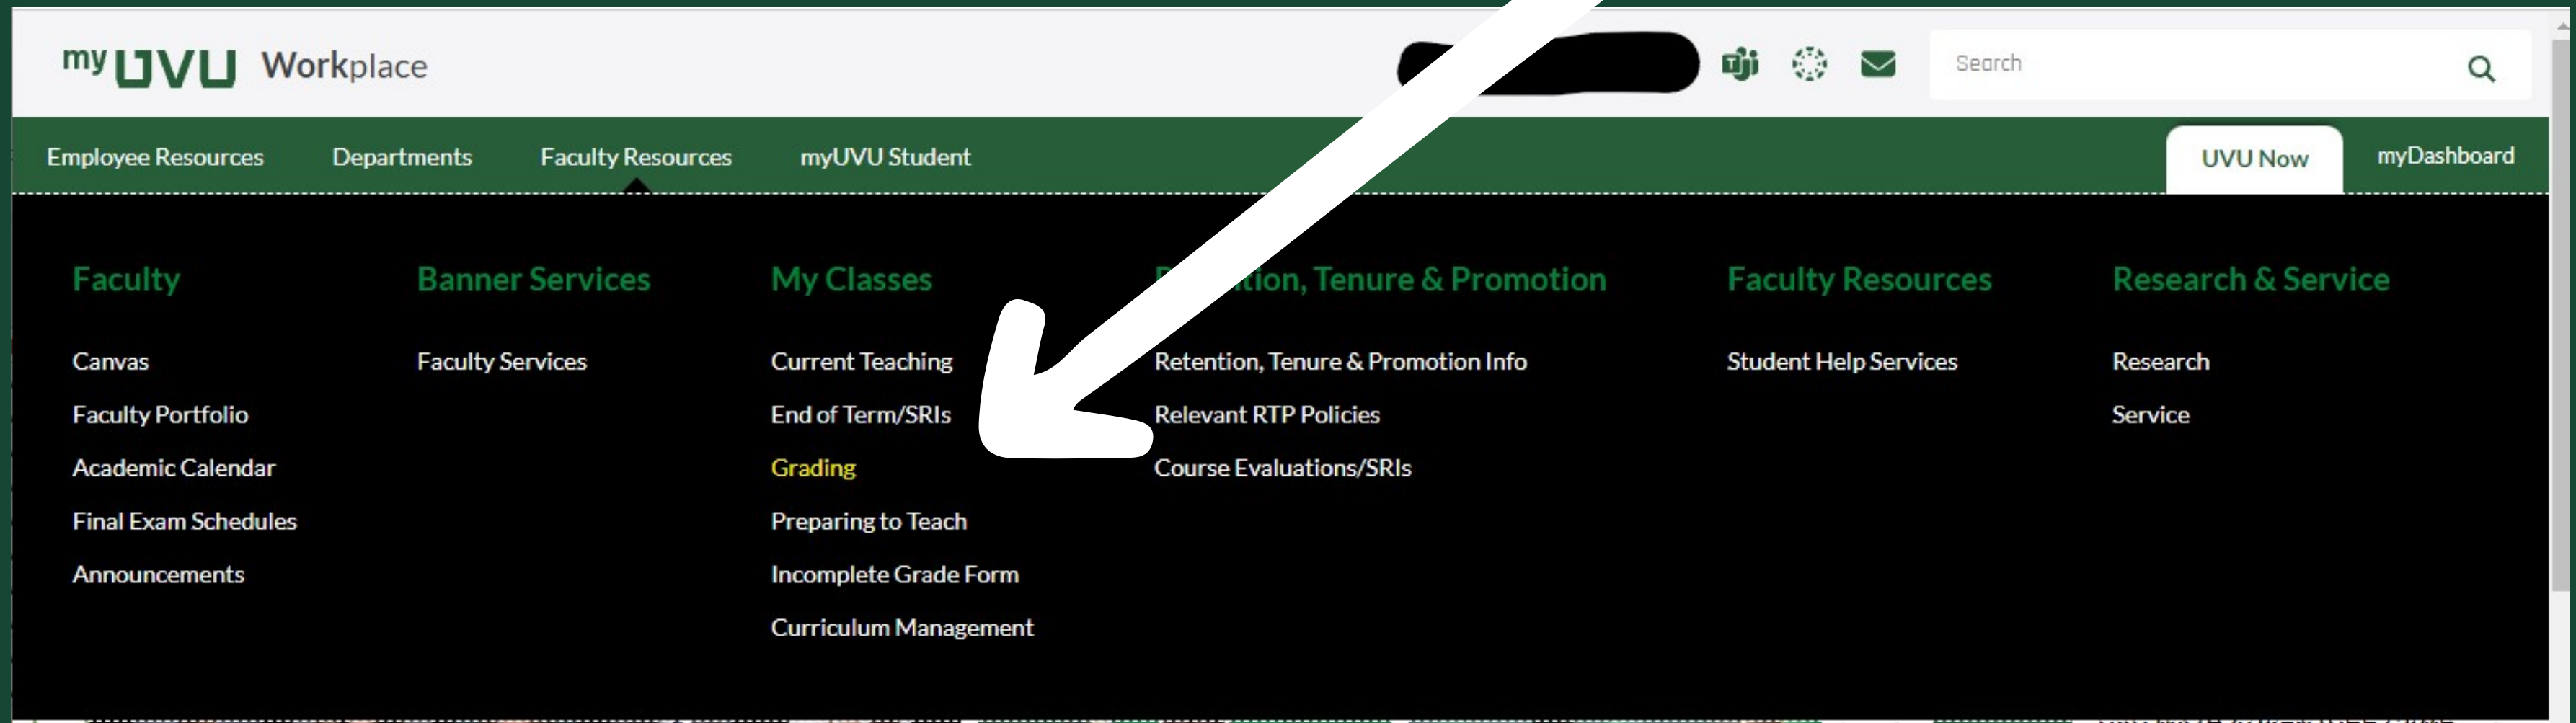 myUVU Workplace
Search
Employee Resources Departments Faculty Resources myUVU Student UVU Now myDashboard
Faculty
Canvas
Faculty Portfolio
Academic Calendar
Final Exam Schedules
Announcements
Banner Services
Faculty Services
My Classes
Current Teaching
End of Term/SRIs
Grading
Preparing to Teach
Incomplete Grade Form
Curriculum Management
Tenure & Promotion
Retention, Tenure & Promotion Info
Relevant RTP Policies
Course Evaluations/SRIs
Faculty Resources
Student Help Services
Research & Service
Research
Service